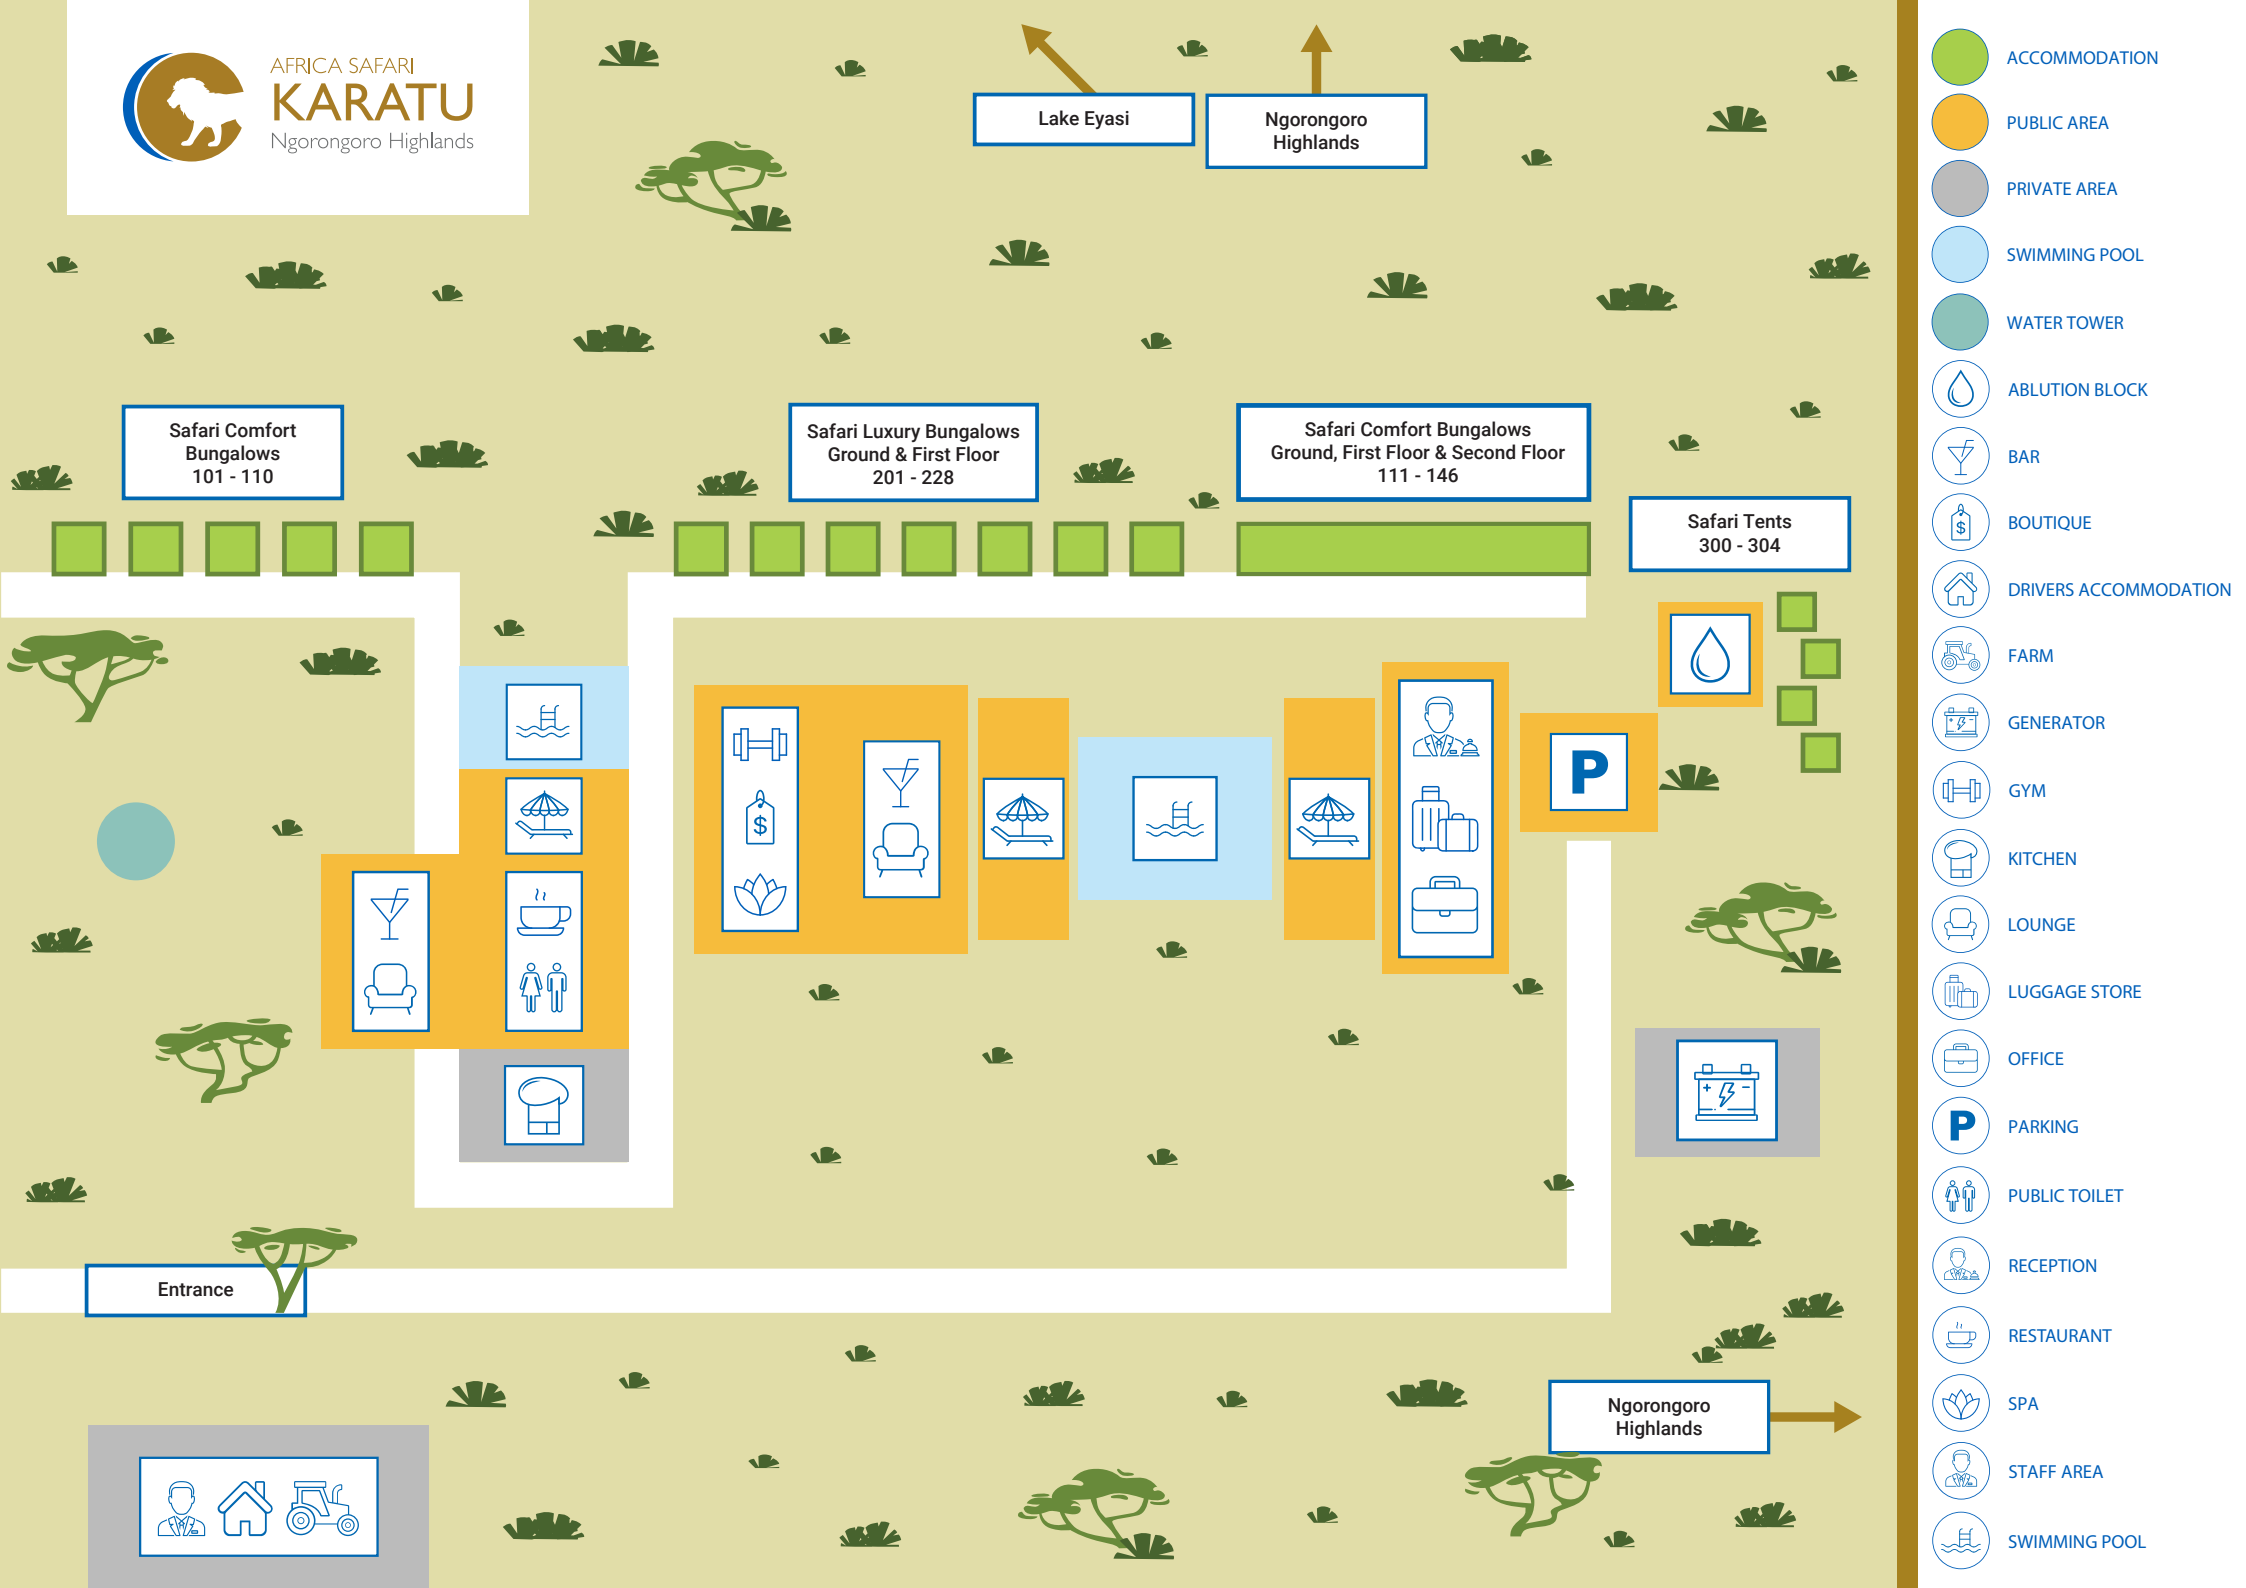 AFRICA SAFARI
KARATU
Ngorongoro Highlands
Lake Eyasi
Ngorongoro
Highlands
Safari Comfort
Bungalows
101 - 110
Safari Luxury Bungalows
Ground & First Floor
201 - 228
Safari Comfort Bungalows
Ground, First Floor & Second Floor
111 - 146
Safari Tents
300 - 304
$
P
Entrance
Ngorongoro
Highlands
ACCOMMODATION
PUBLIC AREA
PRIVATE AREA
SWIMMING POOL
WATER TOWER
ABLUTION BLOCK
BAR
$ BOUTIQUE
DRIVERS ACCOMMODATION
FARM
GENERATOR
GYM
KITCHEN
LOUNGE
LUGGAGE STORE
OFFICE
P PARKING
PUBLIC TOILET
RECEPTION
RESTAURANT
SPA
STAFF AREA
SWIMMING POOL